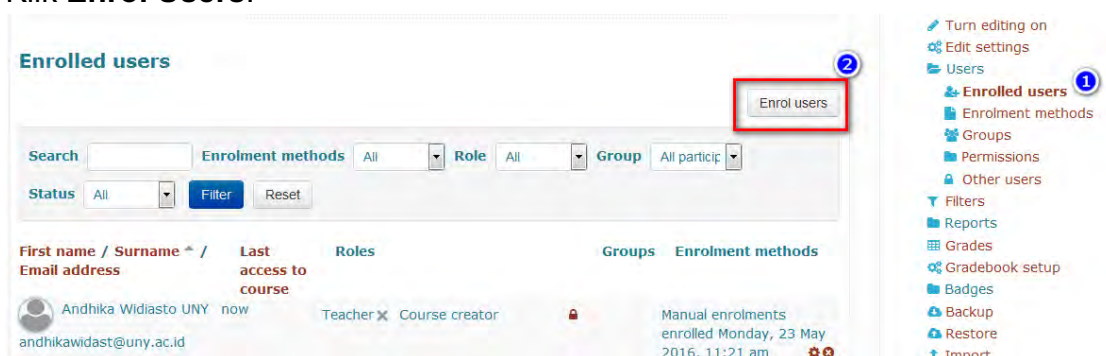 Klik Enrol Users.
Enrolled users
2
Enrol users
Search Enrolment methods All Role All Group All particip
Status All Filter Reset
First name / Surname / Email address Last access to course Roles Groups Enrolment methods
Andhika Widiasto UNY now Teacher Course creator Manual enrolments
andhikawidast@uny.ac.id enrolled Monday, 23 May
2016, 11:21 am
Turn editing on
Edit settings
Users
Enrolled users 1
Enrolment methods
Groups
Permissions
Other users
Filters
Reports
Grades
Gradebook setup
Badges
Backup
Restore
Import